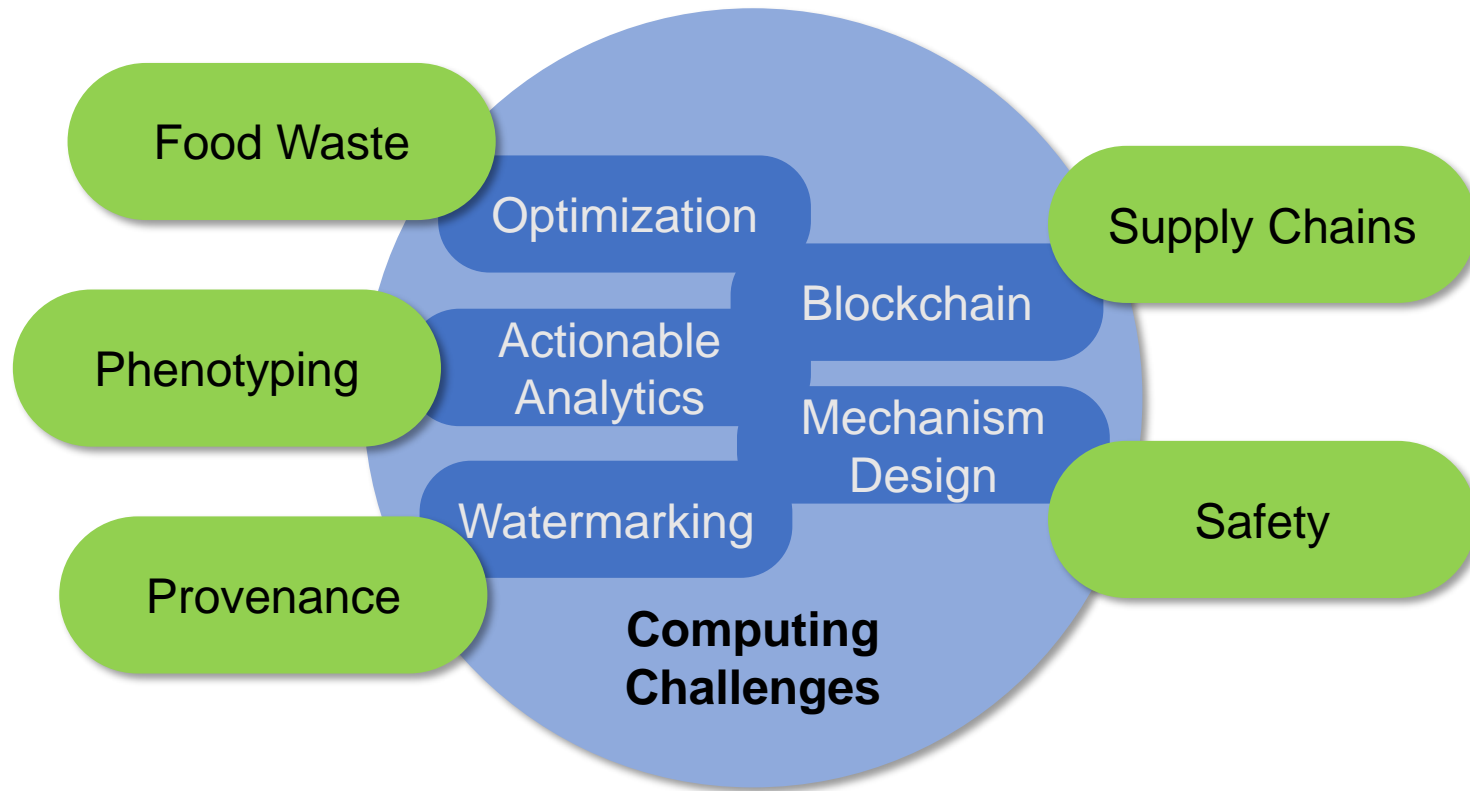 Food Waste
Optimization
Supply Chains
Blockchain
Phenotyping
Actionable
Analytics
Mechanism
Design
Watermarking
Safety
Provenance
Computing
Challenges